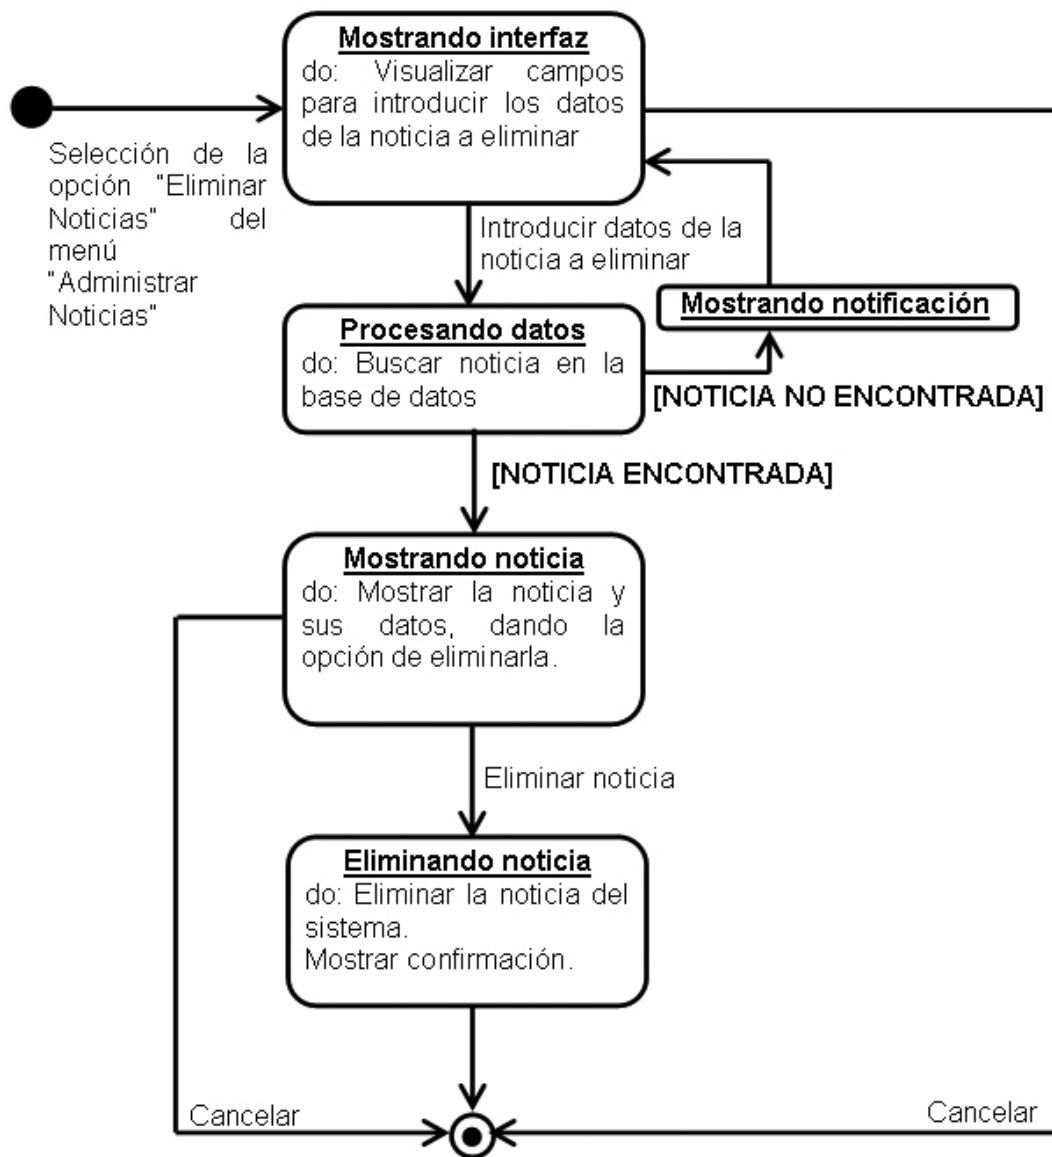 Mostrando interfaz
do: Visualizar campos
para introducir los datos
de la noticia a eliminar
Selección de la
opción "Eliminar
Noticias" del
menú
"Administrar
Noticias"
Introducir datos de la
noticia a eliminar
Mostrando notificación
Procesando datos
do: Buscar noticia en la
base de datos
[NOTICIA NO ENCONTRADA]
[NOTICIA ENCONTRADA]
Mostrando noticia
do: Mostrar la noticia y
sus datos, dando la
opción de eliminarla.
Eliminar noticia
Eliminando noticia
do: Eliminar la noticia del
sistema.
Mostrar confirmación.
Cancelar
Cancelar